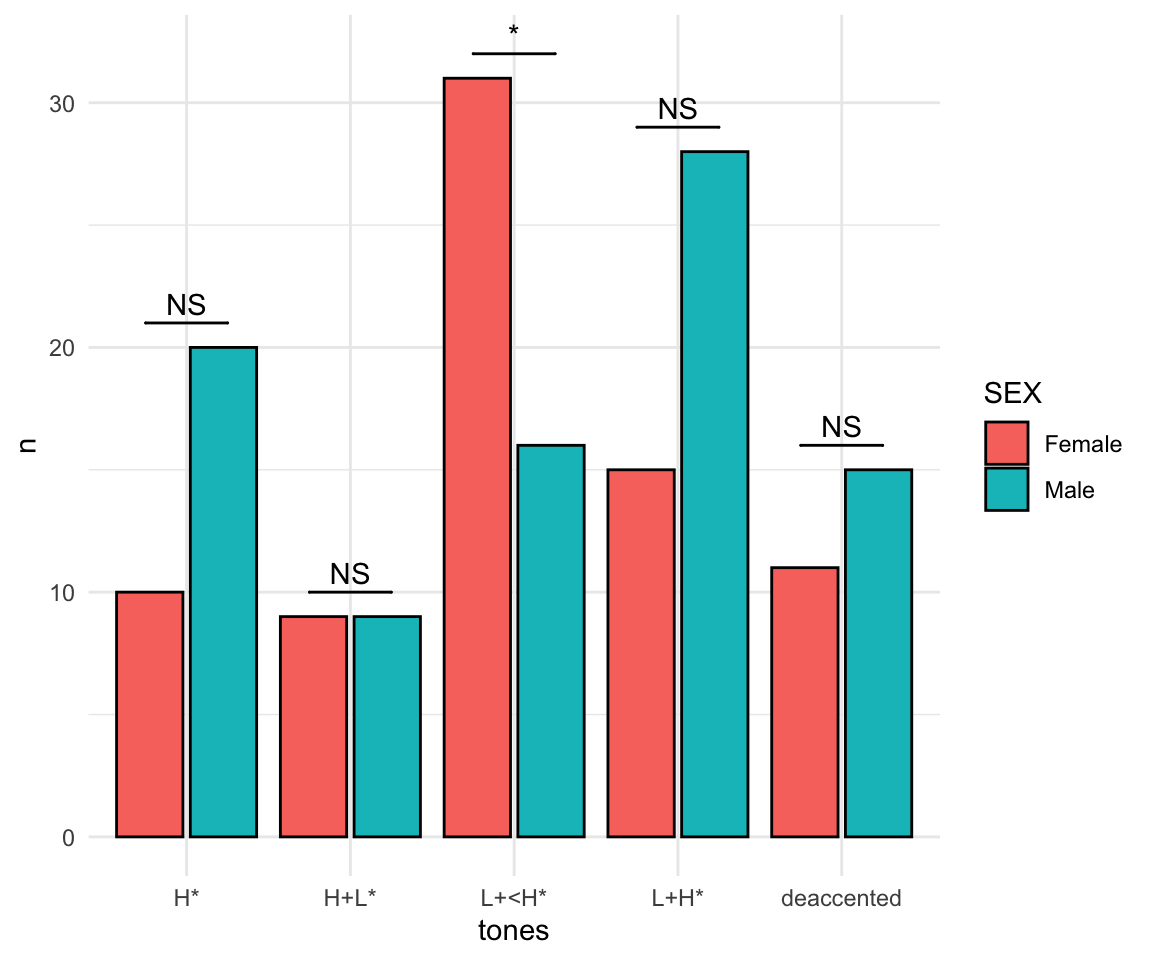 *
NS
NS
NS
NS
30
20
10
0
n
H*
H+L*
L+<H*
L+H*
deaccented
tones
SEX
Female
Male